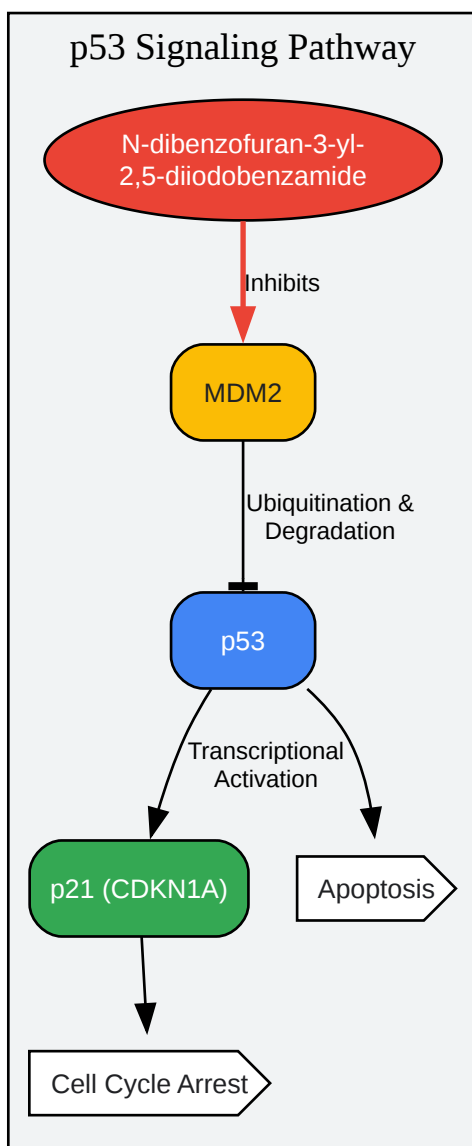 p53 Signaling Pathway
N-dibenzofuran-3-yl-
2,5-diiodobenzamide
Inhibits
MDM2
Ubiquitination &
Degradation
p53
Transcriptional
Activation
p21 (CDKN1A)
Apoptosis
Cell Cycle Arrest